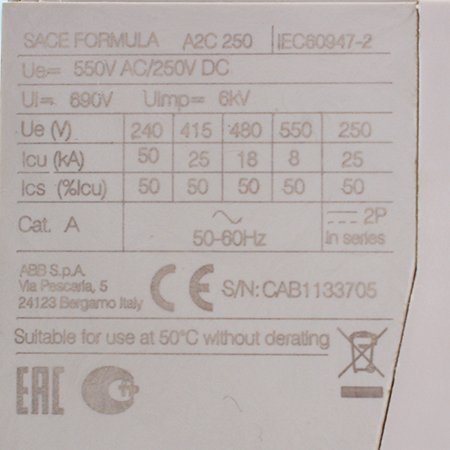 SACE FORMULA A2C 250 IEC60947-2
Ue= 550V AC/250V DC
Ui= 690V Uimp= 6kV
Ue (V) 240 415 480 550 250
Icu (kA) 50 25 18 8 25
Ics (%Icu) 50 50 50 50 50
Cat. A 50-60Hz 2P in series
ABB S.p.A.
Via Pescaria, 5
24123 Bergamo Italy
CE S/N: CAB1133705
Suitable for use at 50°C without derating
EAC